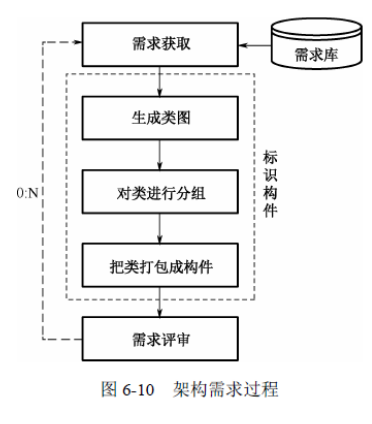 需求获取
需求库
生成类图
标识构件
0:N
对类进行分组
把类打包成构件
需求评审
图 6-10 架构需求过程